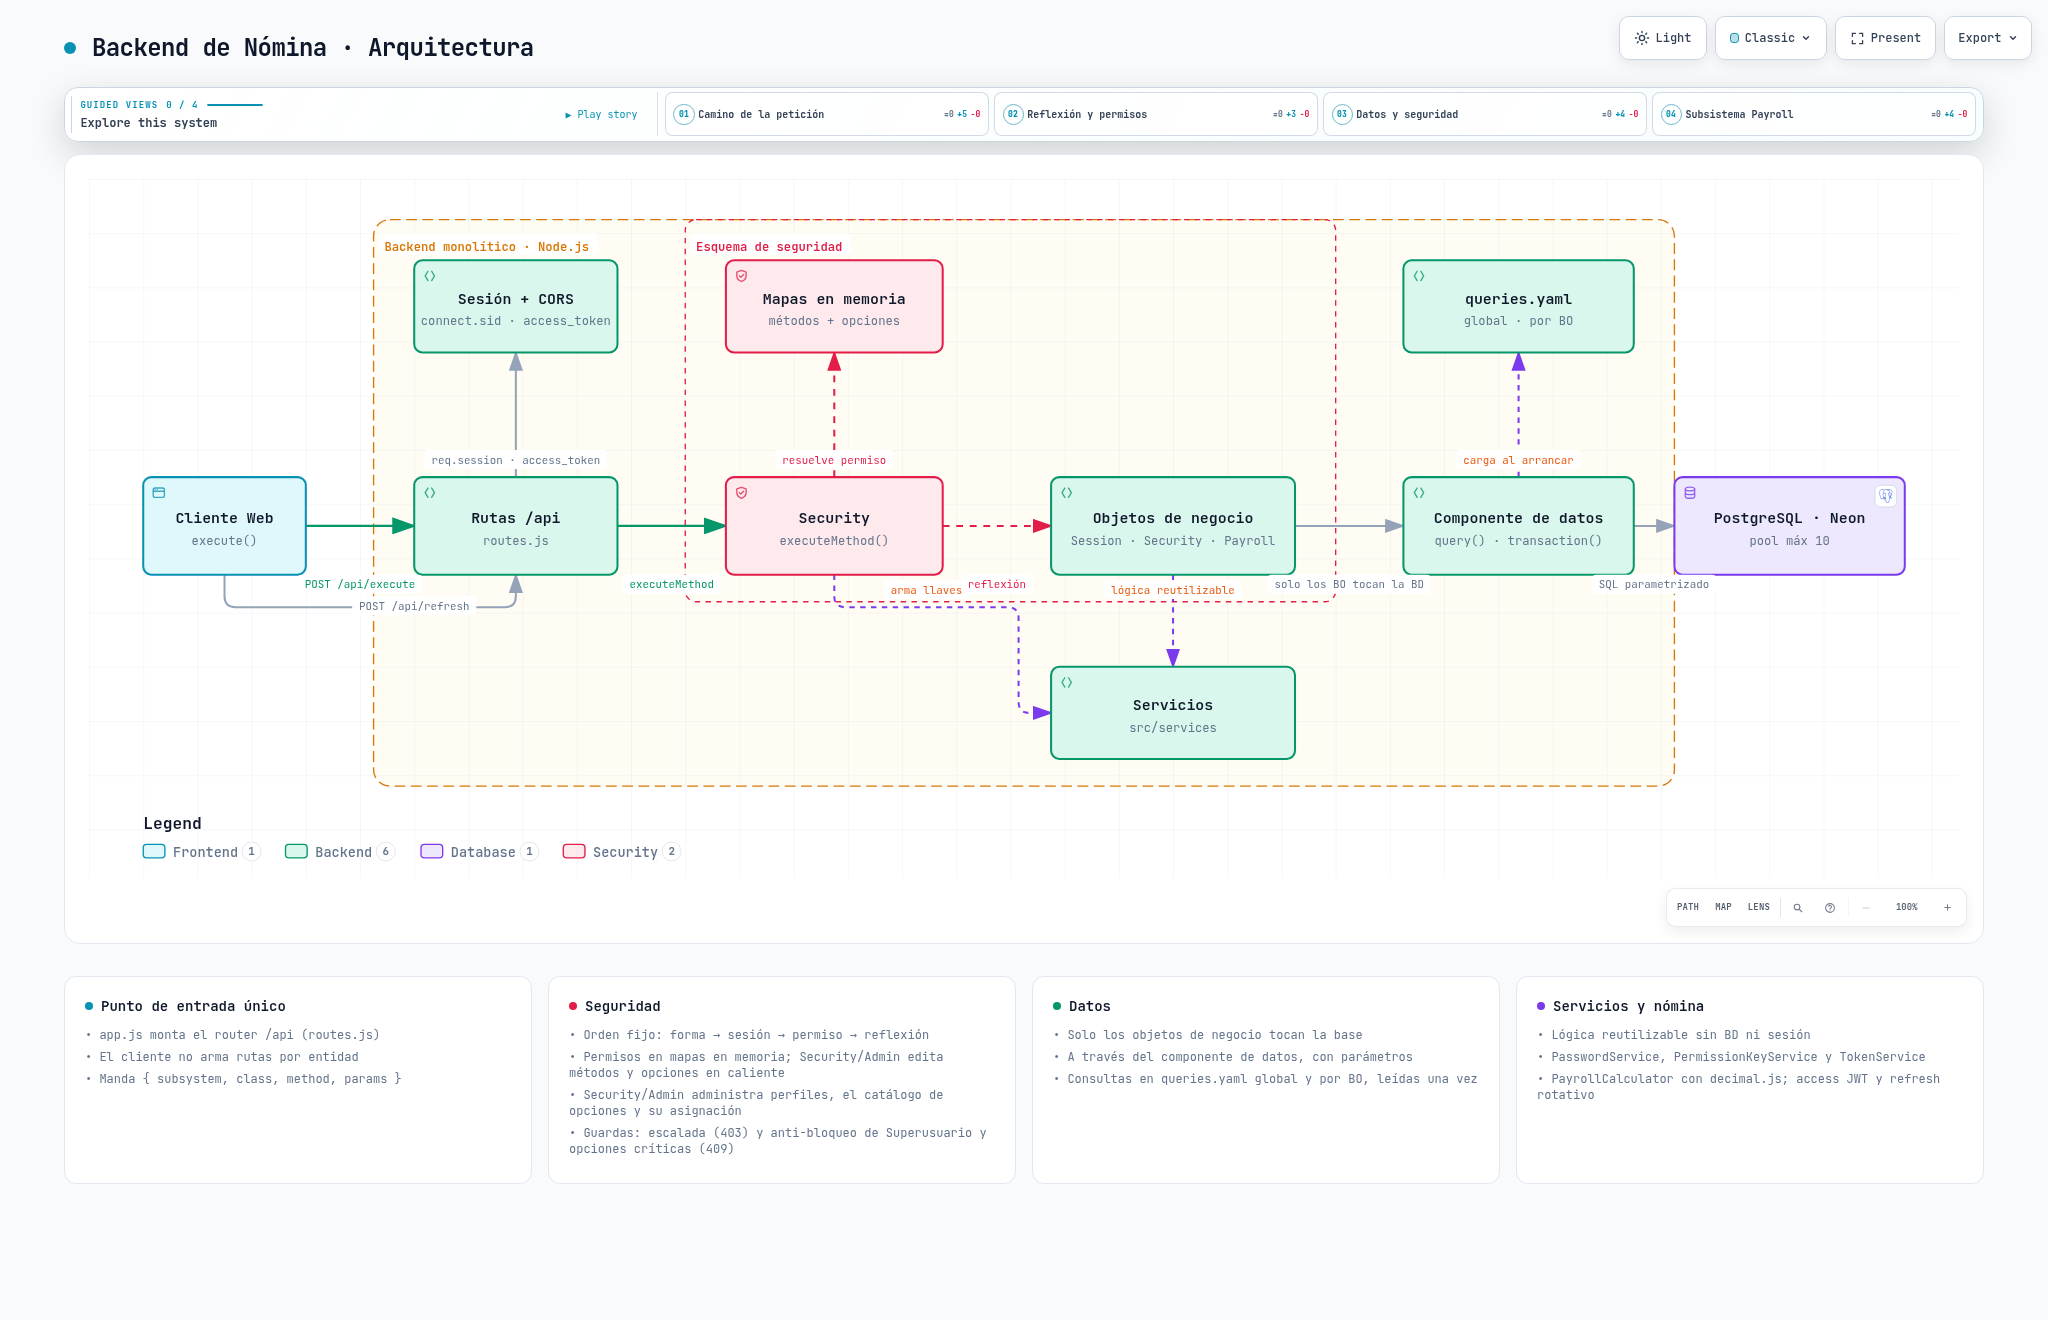 Backend de Nómina · Arquitectura
Light
Classic
Present
Export
GUIDED VIEWS 0 / 4
Explore this system
▶ Play story
01 Camino de la petición =0 +5 -0
02 Reflexión y permisos =0 +3 -0
03 Datos y seguridad =0 +4 -0
04 Subsistema Payroll =0 +4 -0
Backend monolítico · Node.js
Esquema de seguridad
Sesión + CORS
connect.sid · access_token
Mapas en memoria
métodos + opciones
queries.yaml
global · por BO
req.session · access_token
resuelve permiso
carga al arrancar
Cliente Web
execute()
Rutas /api
routes.js
Security
executeMethod()
Objetos de negocio
Session · Security · Payroll
Componente de datos
query() · transaction()
PostgreSQL · Neon
pool máx 10
POST /api/execute
executeMethod
arma llaves
reflexión
lógica reutilizable
solo los BO tocan la BD
SQL parametrizado
POST /api/refresh
Servicios
src/services
Legend
Frontend 1
Backend 6
Database 1
Security 2
PATH
MAP
LENS
− 100% +
Punto de entrada único
• app.js monta el router /api (routes.js)
• El cliente no arma rutas por entidad
• Manda { subsystem, class, method, params }
Seguridad
• Orden fijo: forma → sesión → permiso → reflexión
• Permisos en mapas en memoria; Security/Admin edita
métodos y opciones en caliente
• Security/Admin administra perfiles, el catálogo de
opciones y su asignación
• Guardas: escalada (403) y anti-bloqueo de Superusuario y
opciones críticas (409)
Datos
• Solo los objetos de negocio tocan la base
• A través del componente de datos, con parámetros
• Consultas en queries.yaml global y por BO, leídas una vez
Servicios y nómina
• Lógica reutilizable sin BD ni sesión
• PasswordService, PermissionKeyService y TokenService
• PayrollCalculator con decimal.js; access JWT y refresh
rotativo